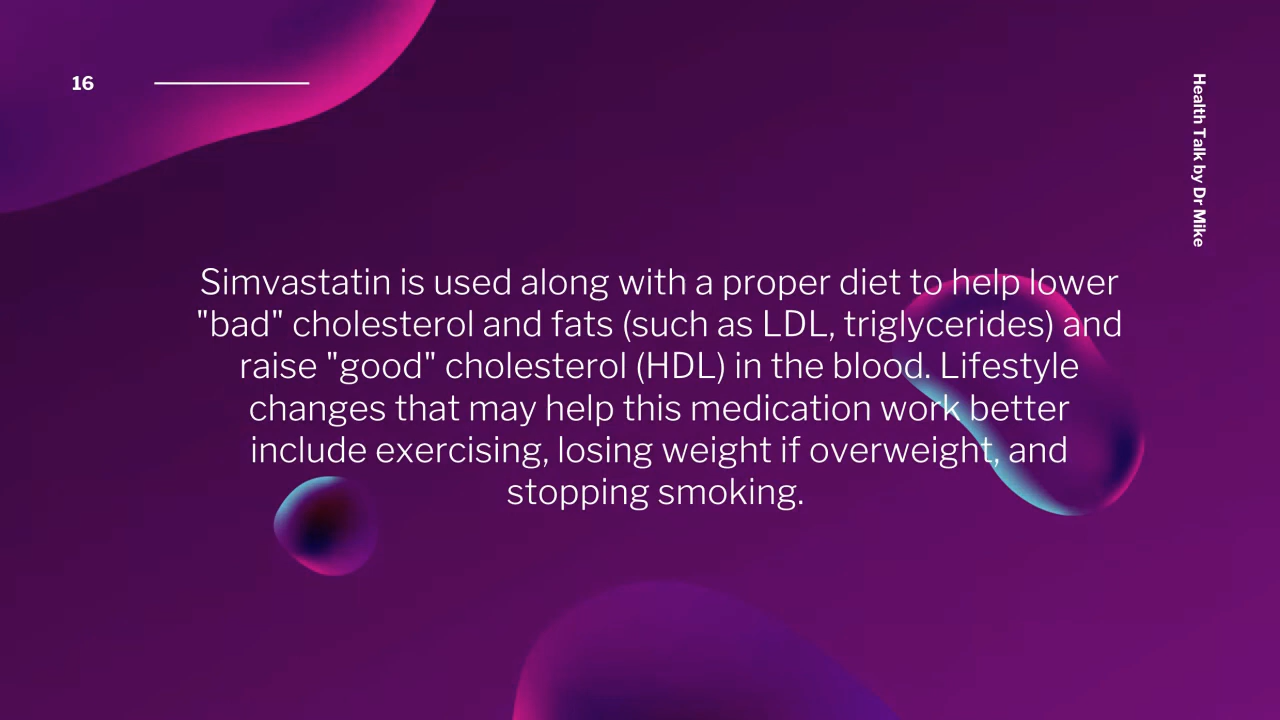 16
Health Talk by Dr Mike
Simvastatin is used along with a proper diet to help lower
"bad" cholesterol and fats (such as LDL, triglycerides) and
raise "good" cholesterol (HDL) in the blood. Lifestyle
changes that may help this medication work better
include exercising, losing weight if overweight, and
stopping smoking.